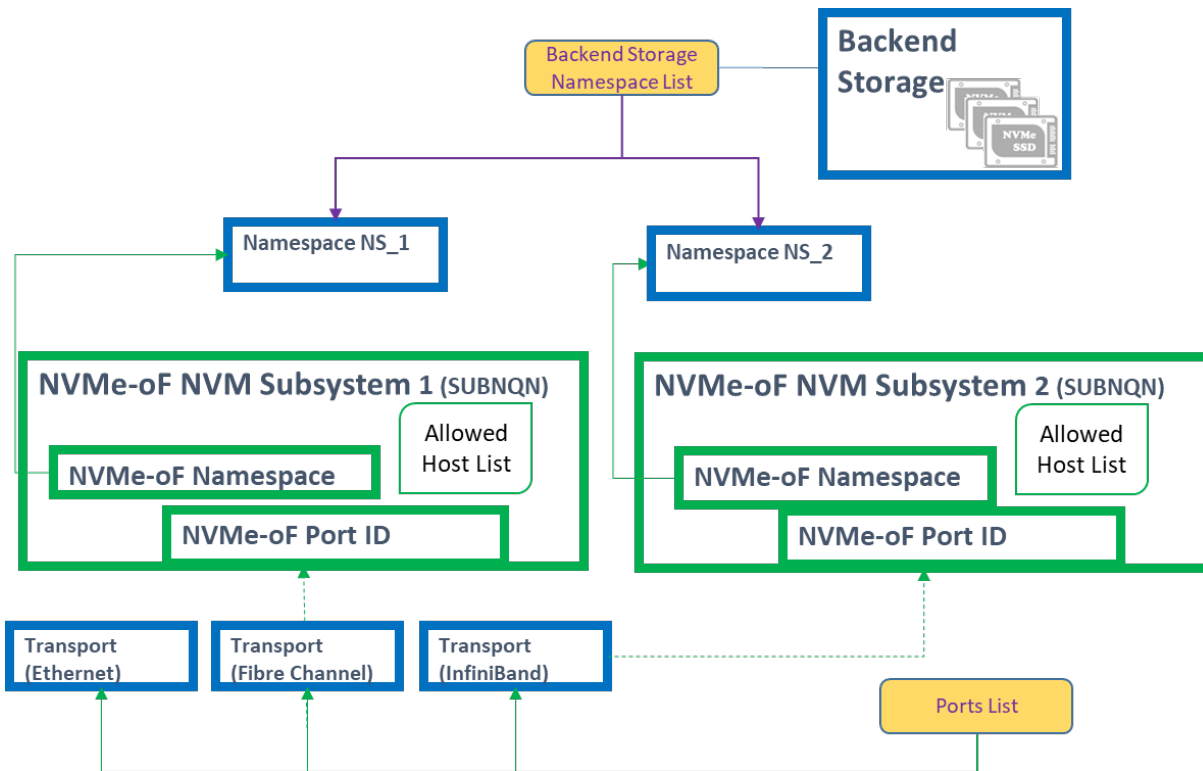 Backend Storage
Namespace List
Backend
Storage
NVMe
NVM
NVMe
SSD
Namespace NS_1
Namespace NS_2
NVMe-oF NVM Subsystem 1 (SUBNQN)
Allowed
Host List
NVMe-oF Namespace
NVMe-oF Port ID
NVMe-oF NVM Subsystem 2 (SUBNQN)
Allowed
Host List
NVMe-oF Namespace
NVMe-oF Port ID
Transport
(Ethernet)
Transport
(Fibre Channel)
Transport
(InfiniBand)
Ports List